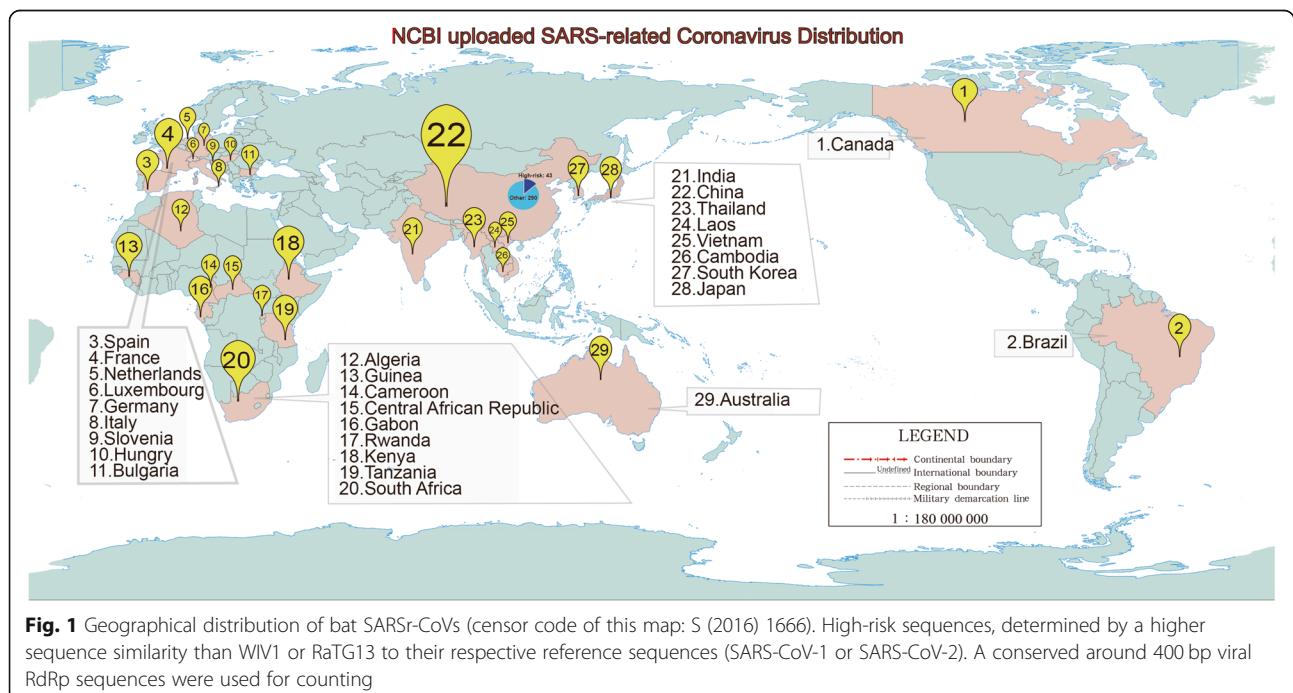 NCBI uploaded SARS-related Coronavirus Distribution
1
1.Canada
5
4
7
6
9
10
3
8
11
22
High-risk: 43
Other: 290
27
28
12
13
18
21
23
25
24
26
14
15
16
17
19
20
29
2
21.India
22.China
23.Thailand
24.Laos
25.Vietnam
26.Cambodia
27.South Korea
28.Japan
2.Brazil
3.Spain
4.France
5.Netherlands
6.Luxembourg
7.Germany
8.Italy
9.Slovenia
10.Hungry
11.Bulgaria
12.Algeria
13.Guinea
14.Cameroon
15.Central African Republic
16.Gabon
17.Rwanda
18.Kenya
19.Tanzania
20.South Africa
29.Australia
LEGEND
Continental boundary
Undefined International boundary
Regional boundary
Military demarcation line
1 : 180 000 000
Fig. 1 Geographical distribution of bat SARSr-CoVs (censor code of this map: S (2016) 1666). High-risk sequences, determined by a higher
sequence similarity than WIV1 or RaTG13 to their respective reference sequences (SARS-CoV-1 or SARS-CoV-2). A conserved around 400 bp viral
RdRp sequences were used for counting